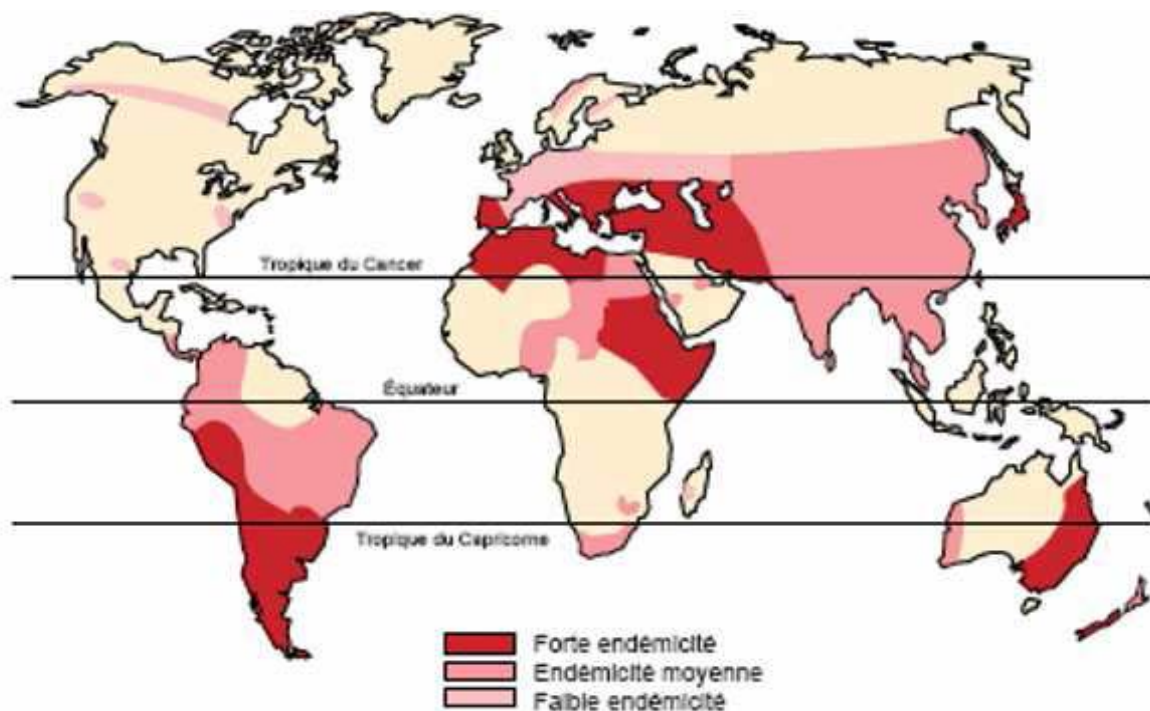 Tropique du Cancer
Équateur
Tropique du Capricorne
Forte endémicité
Endémicité moyenne
Faible endémicité